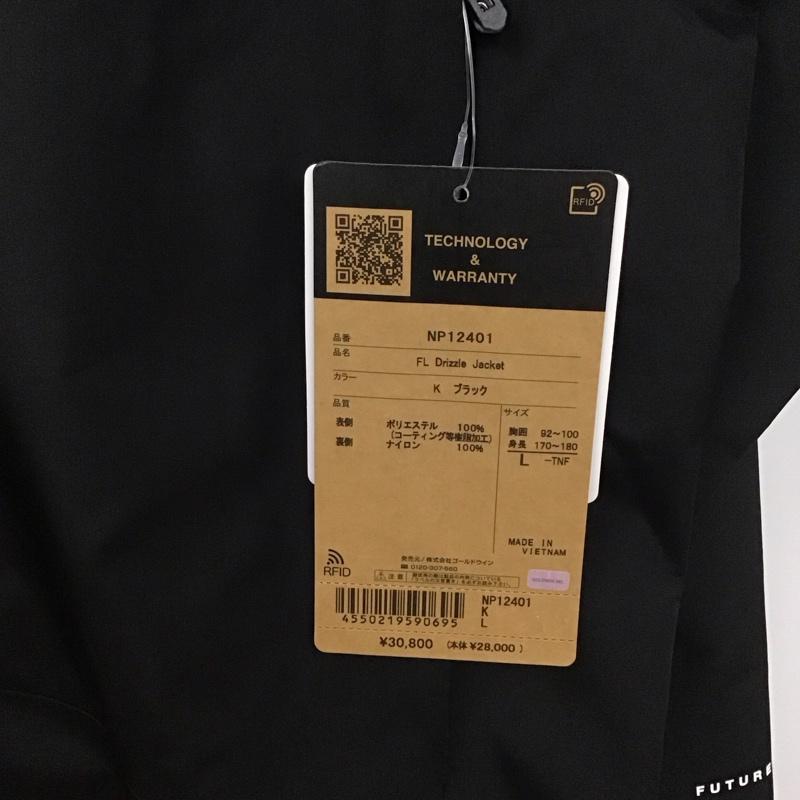 RFID
TECHNOLOGY
&
WARRANTY
品番 NP12401
品名 FL Drizzle Jacket
カラー K ブラック
品質
表側 ポリエステル 100%
(コーティング等樹脂加工)
裏側 ナイロン 100%
サイズ
胸囲 92~100
身長 170~180
L -TNF
MADE IN
VIETNAM
RFID
発売元/株式会社ゴールドウイン
0120-307-560
注意
NP12401
K
L
4550219590695
¥30,800 (本体 ¥28,000 )
FUTURE